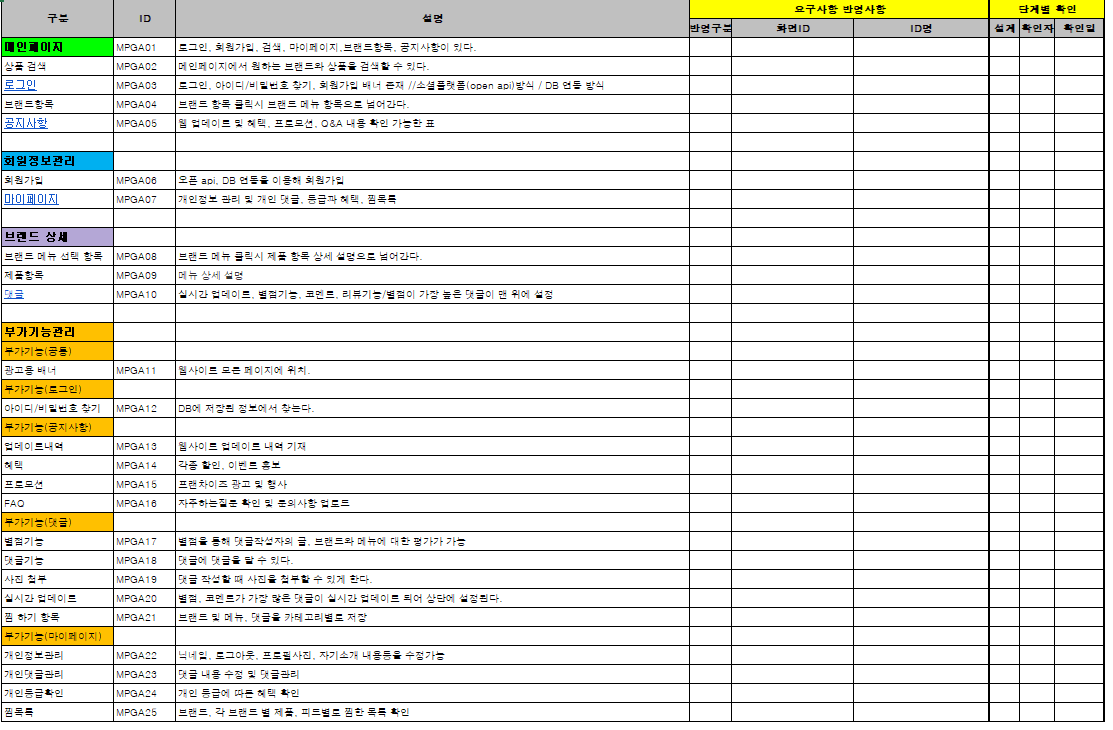 구분 ID 설명 요구사항 반영사항 단계별 확인
반영구분 화면ID ID명 설계 확인자 확인일
메인페이지 MPGA01 로그인, 회원가입, 검색, 마이페이지,브랜드항목, 공지사항이 있다.
상품 검색 MPGA02 메인페이지에서 원하는 브랜드와 상품을 검색할 수 있다.
로그인 MPGA03 로그인, 아이디/비밀번호 찾기, 회원가입 배너 존재 //소셜플랫폼(open api)방식 / DB 연동 방식
브랜드항목 MPGA04 브랜드 항목 클릭시 브랜드 메뉴 항목으로 넘어간다.
공지사항 MPGA05 웹 업데이트 및 혜택, 프로모션, Q&A 내용 확인 가능한 표
회원정보관리
회원가입 MPGA06 오픈 api, DB 연동을 이용해 회원가입
마이페이지 MPGA07 개인정보 관리 및 개인 댓글, 등급과 혜택, 찜목록
브랜드 상세
브랜드 메뉴 선택 항목 MPGA08 브랜드 메뉴 클릭시 제품 항목 상세 설명으로 넘어간다.
제품항목 MPGA09 메뉴 상세 설명
댓글 MPGA10 실시간 업데이트, 별점기능, 코멘트, 리뷰기능/별점이 가장 높은 댓글이 맨 위에 설정
부가기능관리
부가기능(공통)
광고용 배너 MPGA11 웹사이트 모든 페이지에 위치.
부가기능(로그인)
아이디/비밀번호 찾기 MPGA12 DB에 저장된 정보에서 찾는다.
부가기능(공지사항)
업데이트내역 MPGA13 웹사이트 업데이트 내역 기재
혜택 MPGA14 각종 할인, 이벤트 홍보
프로모션 MPGA15 프랜차이즈 광고 및 행사
FAQ MPGA16 자주하는질문 확인 및 문의사항 업로드
부가기능(댓글)
별점기능 MPGA17 별점을 통해 댓글작성자의 글, 브랜드와 메뉴에 대한 평가가 가능
댓글기능 MPGA18 댓글에 댓글을 달 수 있다.
사진 첨부 MPGA19 댓글 작성할 때 사진을 첨부할 수 있게 한다.
실시간 업데이트 MPGA20 별점, 코멘트가 가장 많은 댓글이 실시간 업데이트 되어 상단에 설정된다.
찜 하기 항목 MPGA21 브랜드 및 메뉴, 댓글을 카테고리별로 저장
부가기능(마이페이지)
개인정보관리 MPGA22 닉네임, 로그아웃, 프로필사진, 자기소개 내용등을 수정가능
개인댓글관리 MPGA23 댓글 내용 수정 및 댓글관리
개인등급확인 MPGA24 개인 등급에 따른 혜택 확인
찜목록 MPGA25 브랜드, 각 브랜드 별 제품, 피드별로 찜한 목록 확인